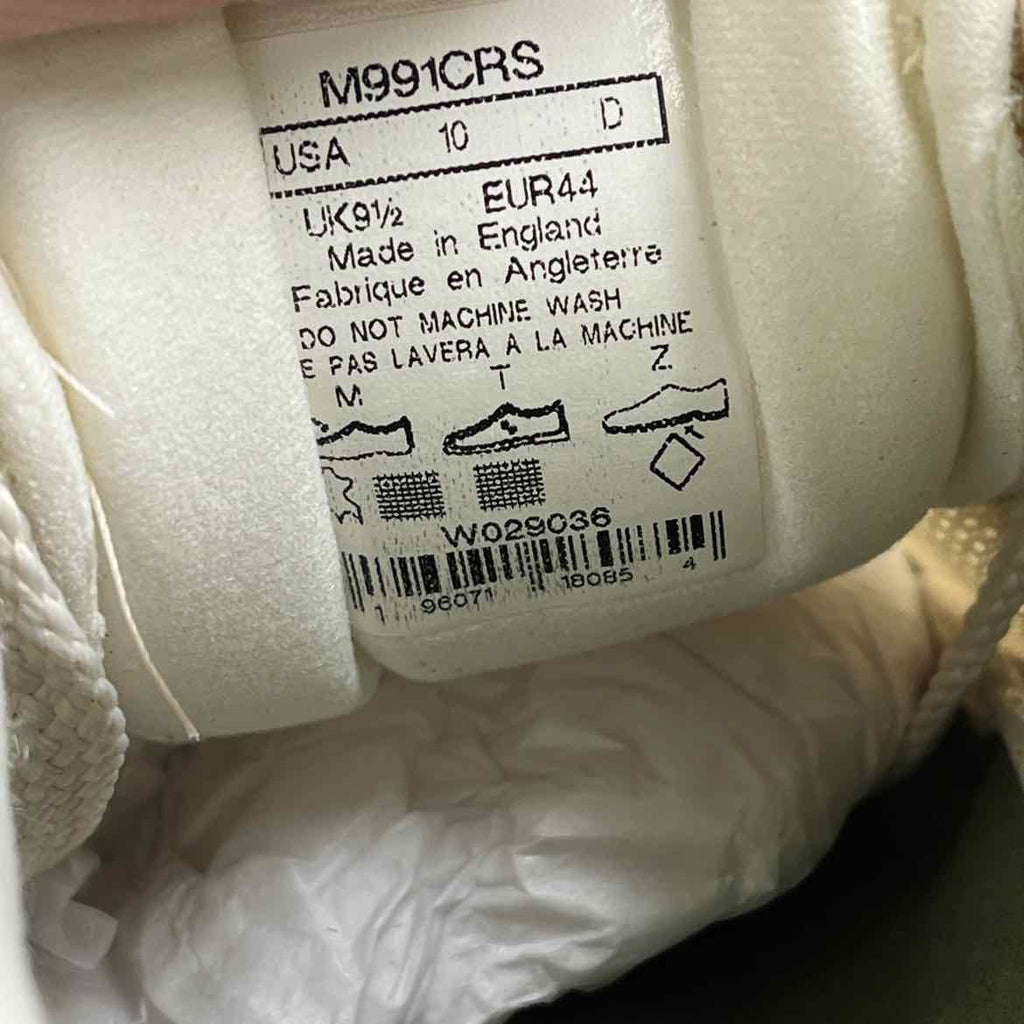 M991CRS
USA 10 D
UK9½ EUR44
Made in England
Fabrique en Angleterre
DO NOT MACHINE WASH
E PAS LAVERA A LA MACHINE
M T Z
W029036
1 96071 18085 4